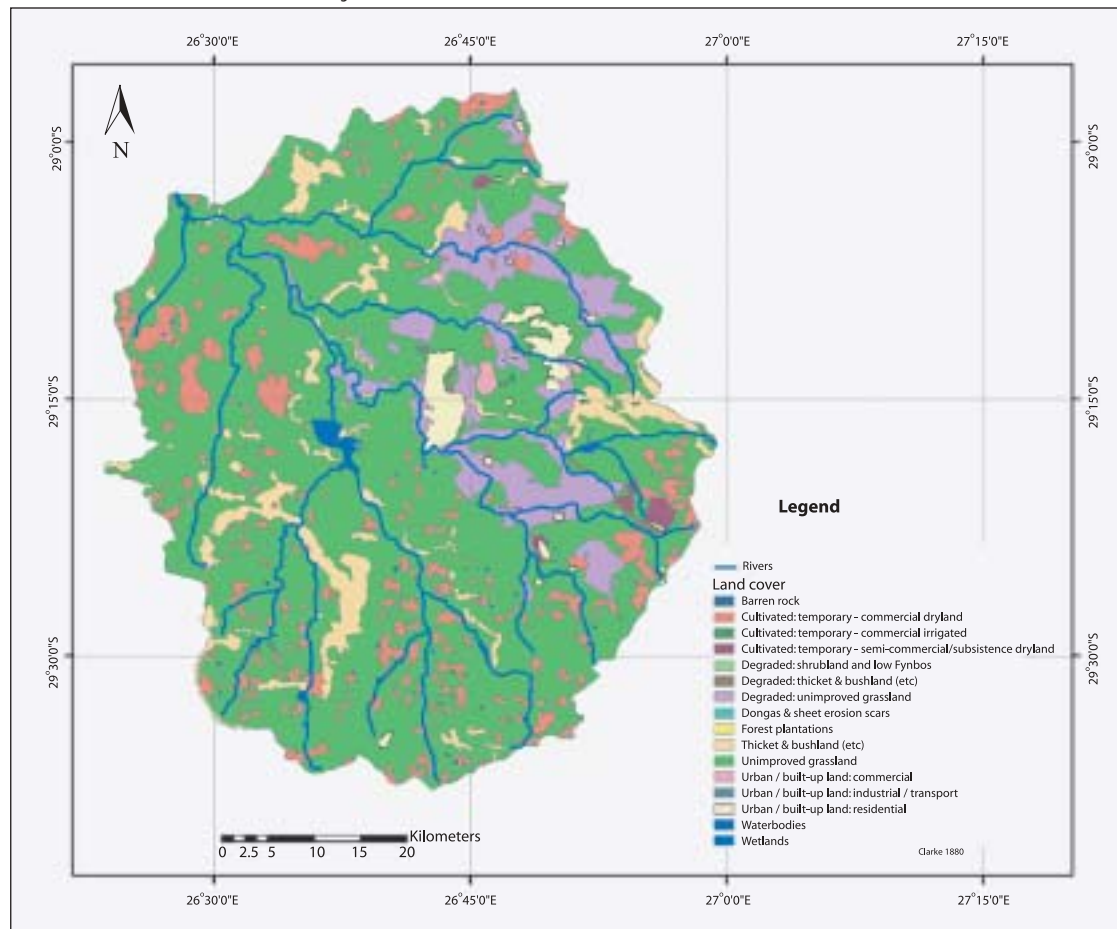 26°30'0"E 26°45'0"E 27°0'0"E 27°15'0"E
N
29°0'0"S 29°0'0"S
29°15'0"S 29°15'0"S
Legend
Rivers
Land cover
Barren rock
Cultivated: temporary - commercial dryland
Cultivated: temporary - commercial irrigated
Cultivated: temporary - semi-commercial/subsistence dryland
Degraded: shrubland and low Fynbos
Degraded: thicket & bushland (etc)
Degraded: unimproved grassland
Dongas & sheet erosion scars
Forest plantations
Thicket & bushland (etc)
Unimproved grassland
Urban / built-up land: commercial
Urban / built-up land: industrial / transport
Urban / built-up land: residential
Waterbodies
Wetlands
29°30'0"S 29°30'0"S
Kilometers
0 2.5 5 10 15 20
Clarke 1880
26°30'0"E 26°45'0"E 27°0'0"E 27°15'0"E